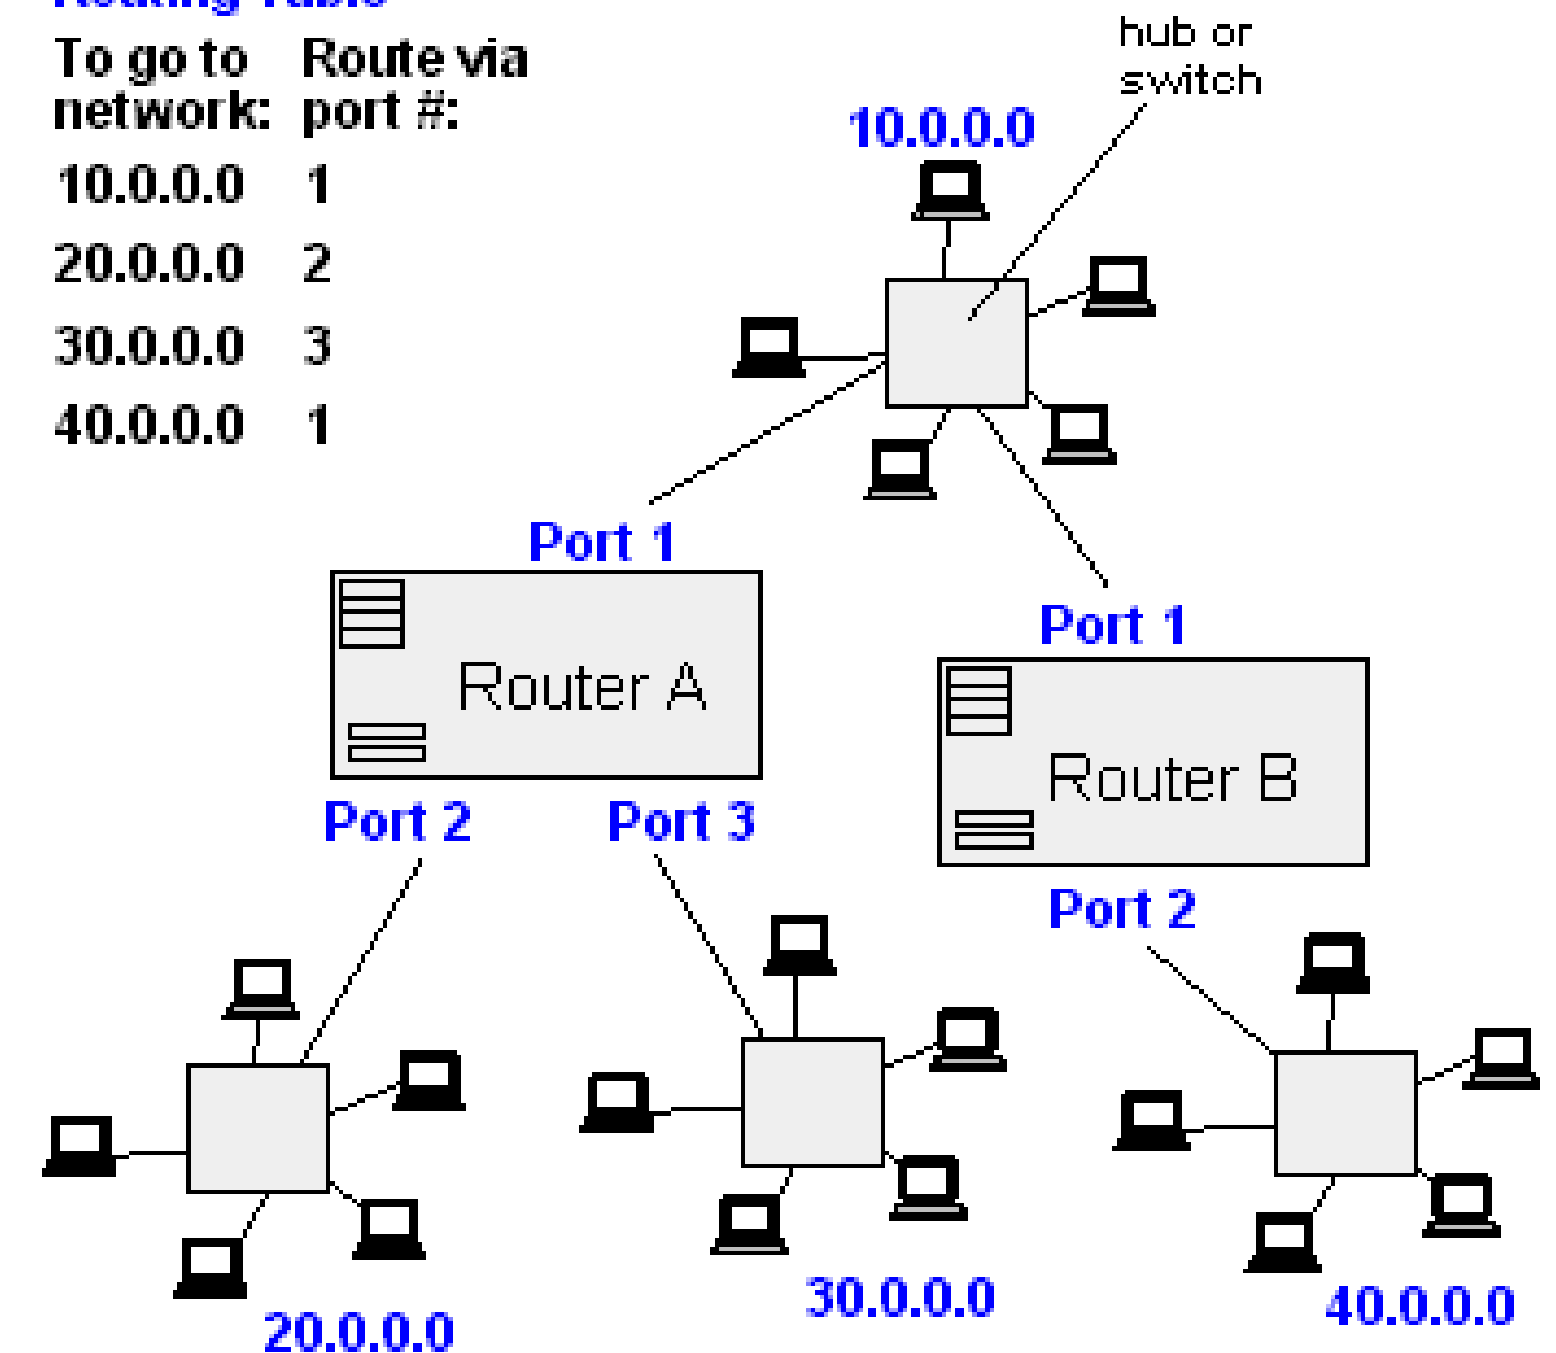 Routing Table
To go to Route via
network: port #:
10.0.0.0 1
20.0.0.0 2
30.0.0.0 3
40.0.0.0 1
hub or
switch
10.0.0.0
Port 1
Router A
Port 2 Port 3
Port 1
Router B
Port 2
20.0.0.0
30.0.0.0
40.0.0.0